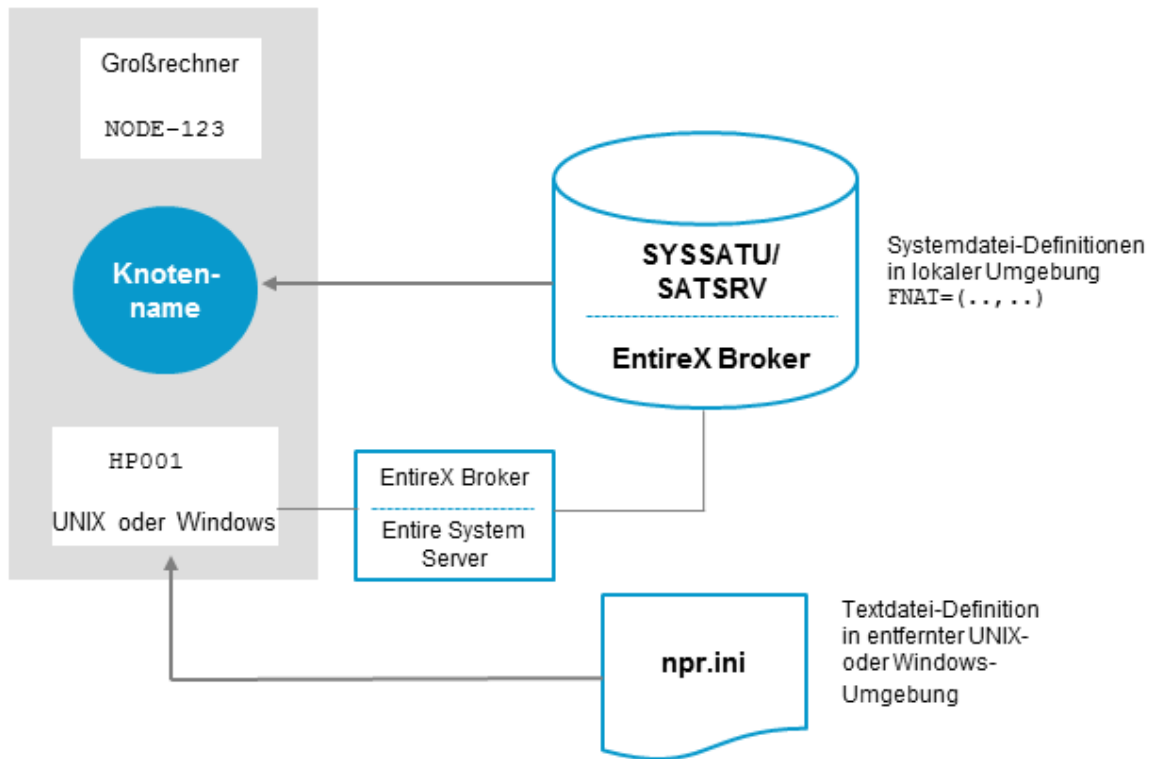 Großrechner
NODE-123
Knoten-
name
SYSSATU/
SATSRV
EntireX Broker
Systemdatei-Definitionen
in lokaler Umgebung
FNAT=(..,..)
HP001
UNIX oder Windows
EntireX Broker
Entire System
Server
npr.ini
Textdatei-Definition
in entfernter UNIX-
oder Windows-
Umgebung